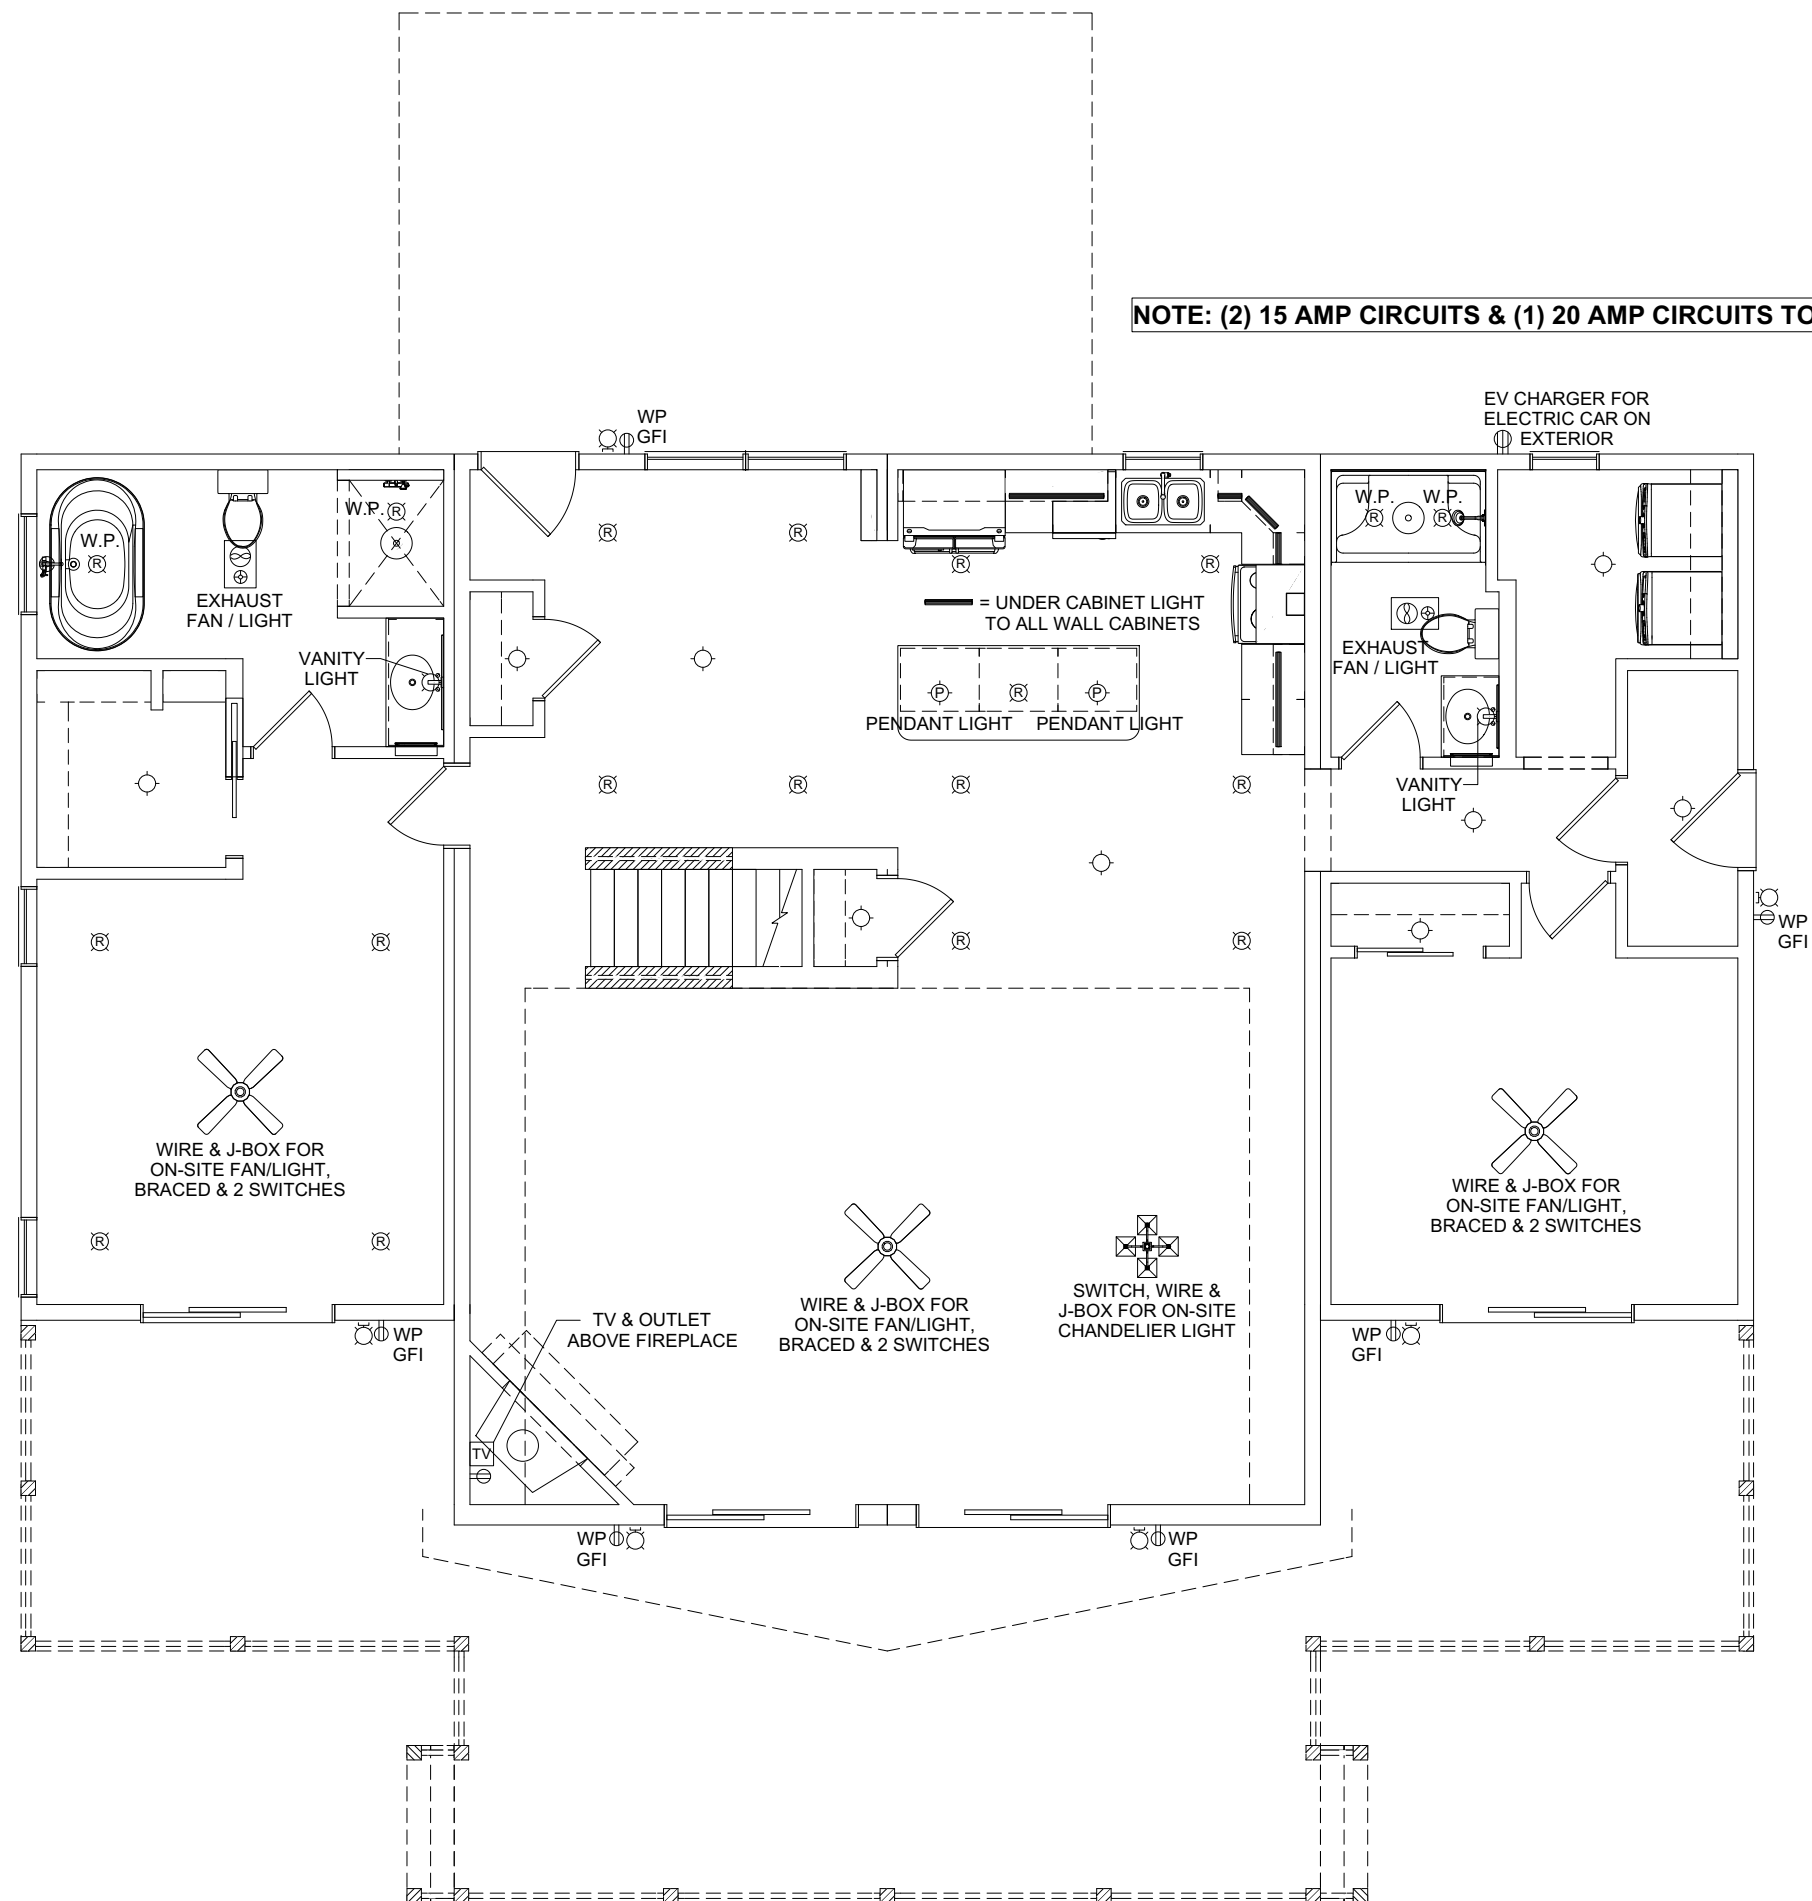 NOTE: (2) 15 AMP CIRCUITS & (1) 20 AMP CIRCUITS TO
EV CHARGER FOR
ELECTRIC CAR ON
EXTERIOR
WP
GFI
W.P.
R
W.P.
R
EXHAUST
FAN / LIGHT
VANITY
LIGHT
R
R
R
R
= UNDER CABINET LIGHT
TO ALL WALL CABINETS
P
R
P
PENDANT LIGHT
PENDANT LIGHT
W.P.
W.P.
R
R
EXHAUST
FAN / LIGHT
VANITY
LIGHT
R
R
R
R
R
R
R
R
WP
GFI
WIRE & J-BOX FOR
ON-SITE FAN/LIGHT,
BRACED & 2 SWITCHES
R
R
WIRE & J-BOX FOR
ON-SITE FAN/LIGHT,
BRACED & 2 SWITCHES
SWITCH, WIRE &
J-BOX FOR ON-SITE
CHANDELIER LIGHT
WIRE & J-BOX FOR
ON-SITE FAN/LIGHT,
BRACED & 2 SWITCHES
TV & OUTLET
ABOVE FIREPLACE
WP
GFI
WP
GFI
TV
WP
GFI
WP
GFI